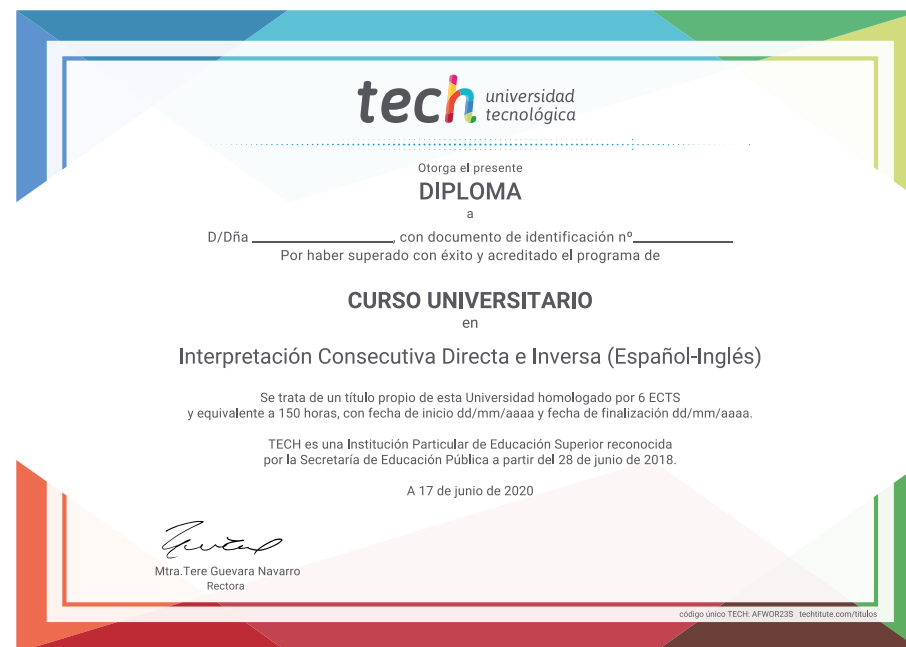 tech universidad
tecnológica
Otorga el presente
DIPLOMA
a
D/Dña ____________________, con documento de identificación nº______________
Por haber superado con éxito y acreditado el programa de
CURSO UNIVERSITARIO
en
Interpretación Consecutiva Directa e Inversa (Español-Inglés)
Se trata de un título propio de esta Universidad homologado por 6 ECTS
y equivalente a 150 horas, con fecha de inicio dd/mm/aaaa y fecha de finalización dd/mm/aaaa.
TECH es una Institución Particular de Educación Superior reconocida
por la Secretaría de Educación Pública a partir del 28 de junio de 2018.
A 17 de junio de 2020
Mtra.Tere Guevara Navarro
Rectora
código único TECH: AFWOR23S techtitute.com/titulos